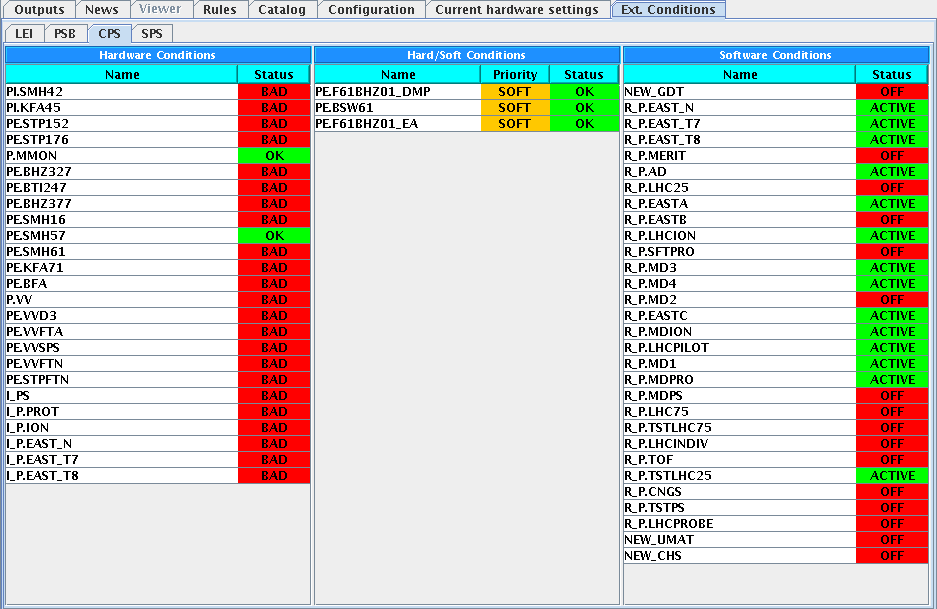 Outputs News Viewer Rules Catalog Configuration Current hardware settings Ext. Conditions
LEI PSB CPS SPS
Hardware Conditions
Name Status
PI.SMH42 BAD
PI.KFA45 BAD
PE.STP152 BAD
PE.STP176 BAD
P.MMON OK
PE.BHZ327 BAD
PE.BTI247 BAD
PE.BHZ377 BAD
PE.SMH16 BAD
PE.SMH57 OK
PE.SMH61 BAD
PE.KFA71 BAD
PE.BFA BAD
P.VV BAD
PE.VVD3 BAD
PE.VVFTA BAD
PE.VVSPS BAD
PE.VVFTN BAD
PE.STPFTN BAD
I_PS BAD
I_P.PROT BAD
I_P.ION BAD
I_P.EAST_N BAD
I_P.EAST_T7 BAD
I_P.EAST_T8 BAD
Hard/Soft Conditions
Name Priority Status
PE.F61BHZ01_DMP SOFT OK
PE.BSW61 SOFT OK
PE.F61BHZ01_EA SOFT OK
Software Conditions
Name Status
NEW_GDT OFF
R_P.EAST_N ACTIVE
R_P.EAST_T7 ACTIVE
R_P.EAST_T8 ACTIVE
R_P.MERIT OFF
R_P.AD ACTIVE
R_P.LHC25 OFF
R_P.EASTA ACTIVE
R_P.EASTB OFF
R_P.LHCION ACTIVE
R_P.SFTPRO OFF
R_P.MD3 ACTIVE
R_P.MD4 ACTIVE
R_P.MD2 OFF
R_P.EASTC ACTIVE
R_P.MDION ACTIVE
R_P.LHCPILOT ACTIVE
R_P.MD1 ACTIVE
R_P.MDPRO ACTIVE
R_P.MDPS OFF
R_P.LHC75 OFF
R_P.TSTLHC75 OFF
R_P.LHCINDIV OFF
R_P.TOF OFF
R_P.TSTLHC25 ACTIVE
R_P.CNGS OFF
R_P.TSTPS OFF
R_P.LHCPROBE OFF
NEW_UMAT OFF
NEW_CHS OFF